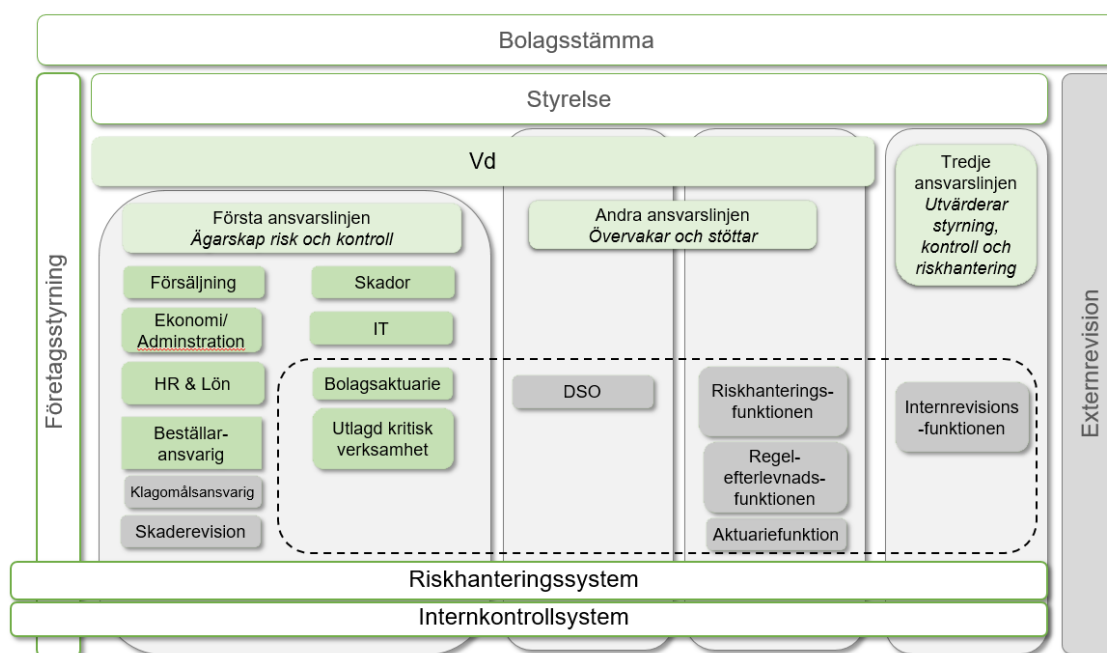 Bolagsstämma
Företagsstyrning
Styrelse
Externrevision
Vd
Första ansvarslinjen
Ägarskap risk och kontroll
Andra ansvarslinjen
Övervakar och stöttar
Tredje
ansvarslinjen
Utvärderar
styrning,
kontroll och
riskhantering
Försäljning
Skador
Ekonomi/
Adminstration
IT
HR & Lön
Bolagsaktuarie
Beställar-
ansvarig
Utlagd kritisk
verksamhet
Klagomålsansvarig
Skaderevision
DSO
Riskhanterings-
funktionen
Regel-
efterlevnads-
funktionen
Aktuariefunktion
Internrevisions
-funktionen
Riskhanteringssystem
Internkontrollsystem